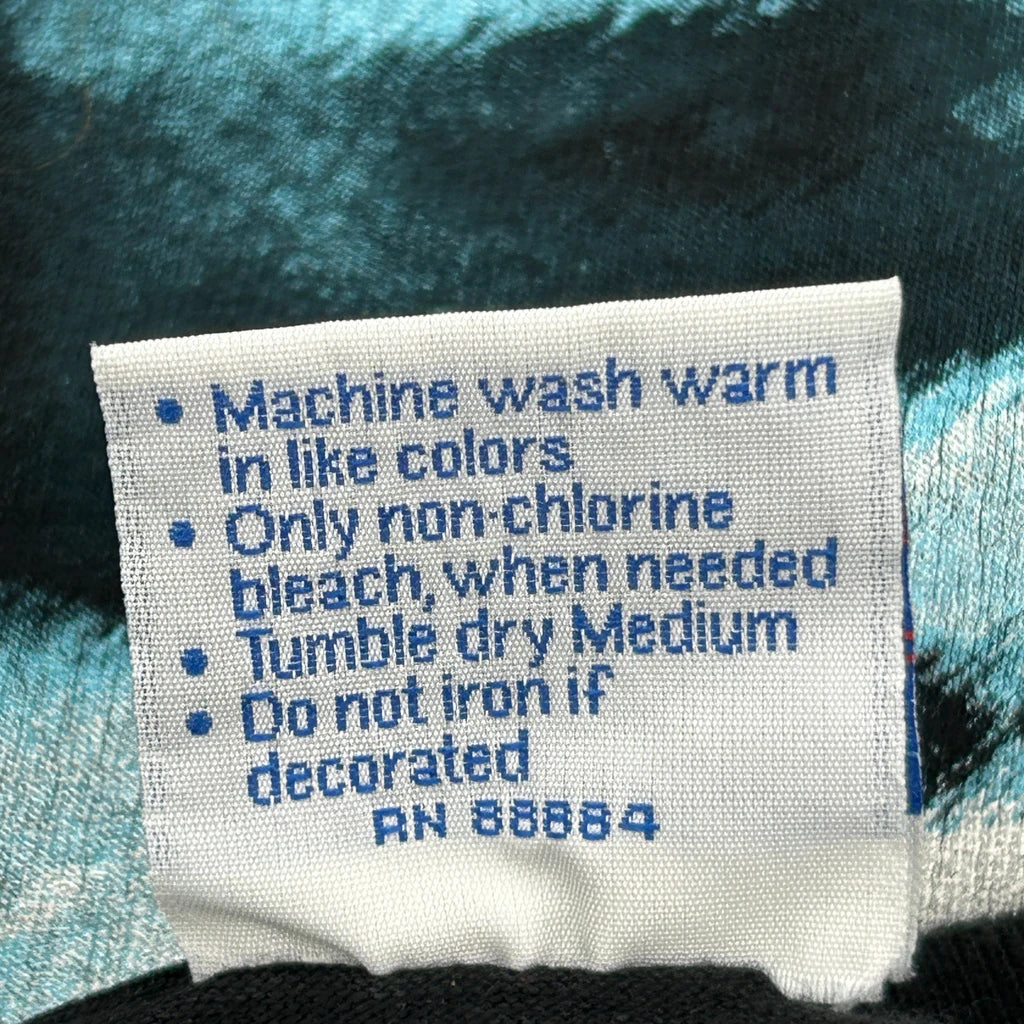 • Machine wash warm
in like colors
• Only non-chlorine
bleach, when needed
• Tumble dry Medium
• Do not iron if
decorated
RN 88884